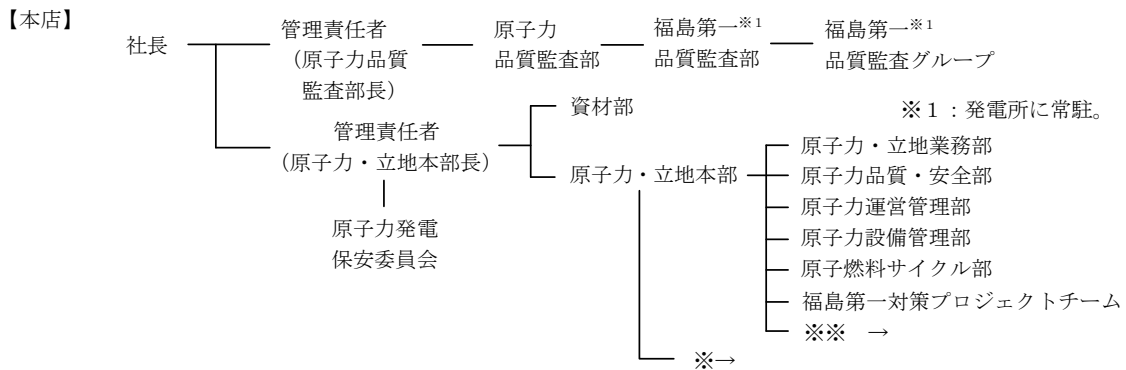 【本店】
社長
管理責任者
(原子力品質
監査部長)
原子力
品質監査部
福島第一※1
品質監査部
福島第一※1
品質監査グループ
※1:発電所に常駐。
管理責任者
(原子力・立地本部長)
原子力発電
保安委員会
資材部
原子力・立地本部
原子力・立地業務部
原子力品質・安全部
原子力運営管理部
原子力設備管理部
原子燃料サイクル部
福島第一対策プロジェクトチーム
※※ →
※→